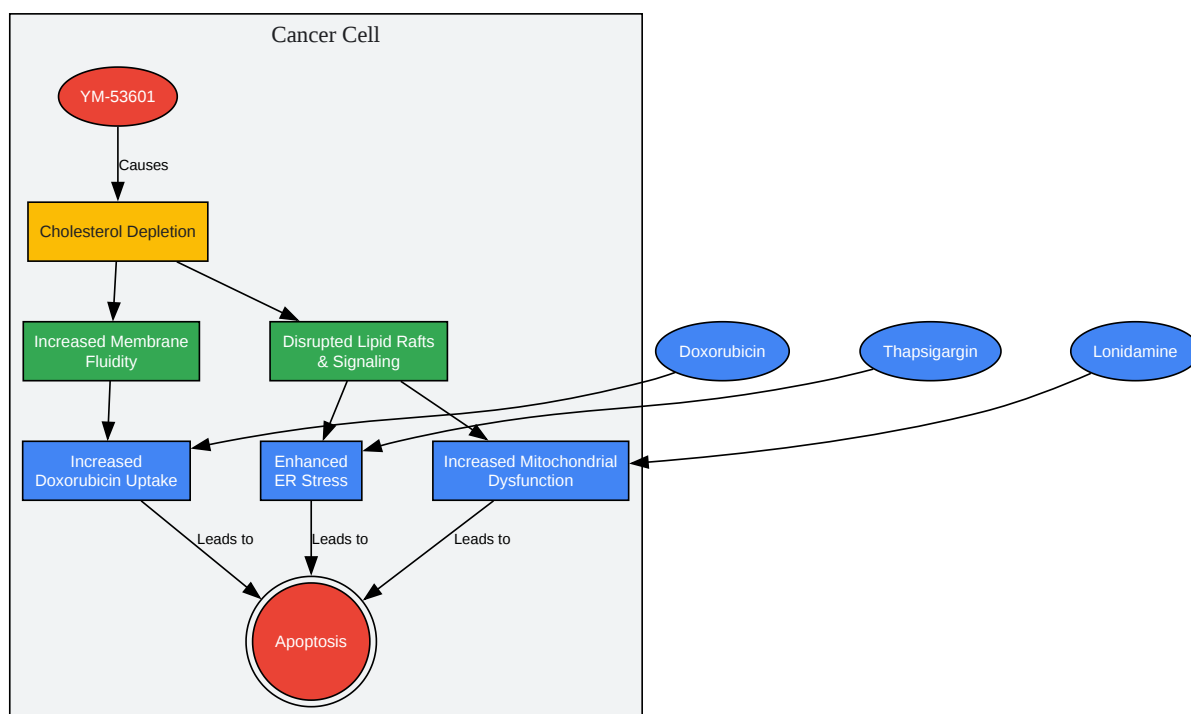 Cancer Cell
YM-53601
Causes
Cholesterol Depletion
Increased Membrane
Fluidity
Disrupted Lipid Rafts
& Signaling
Doxorubicin
Thapsigargin
Lonidamine
Increased
Doxorubicin Uptake
Enhanced
ER Stress
Increased Mitochondrial
Dysfunction
Leads to
Leads to
Leads to
Apoptosis